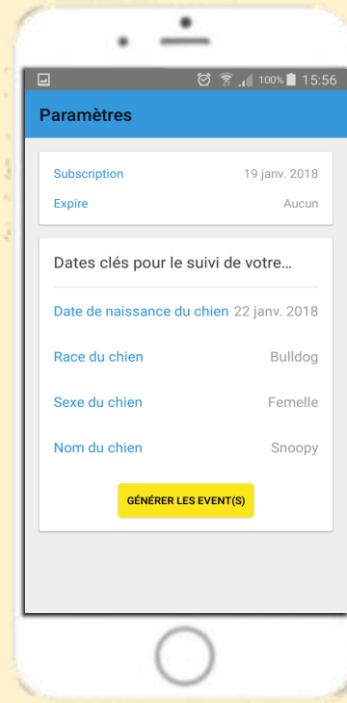 100% 15:56
Paramètres
Subscription 19 janv. 2018
Expire Aucun
Dates clés pour le suivi de votre...
Date de naissance du chien 22 janv. 2018
Race du chien Bulldog
Sexe du chien Femelle
Nom du chien Snoopy
GÉNÉRER LES EVENT(S)